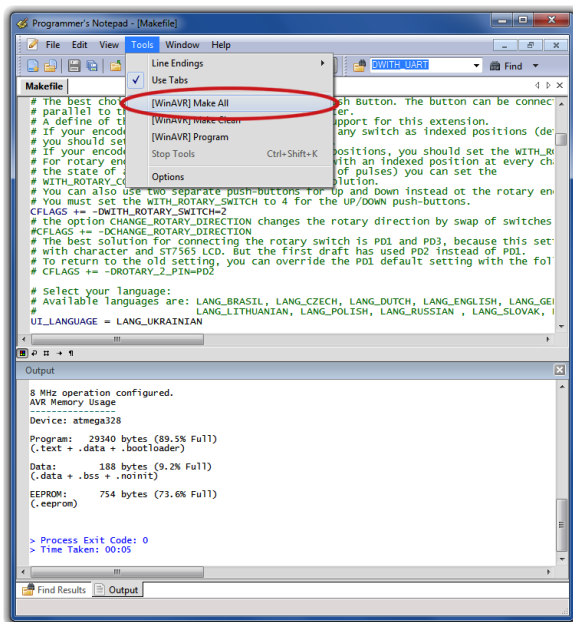 Programmer's Notepad - [Makefile]
File Edit View Tools Window Help
DWITH_UART Find
Makefile
Line Endings
Use Tabs
[WinAVR] Make All
[WinAVR] Make Clean
[WinAVR] Program
Stop Tools Ctrl+Shift+K
Options
# The best choi sh Button. The button can be connec
# parallel to th er.
# A define of th upport for this extension.
# If your encode any switch as indexed positions (de
# you should set
# If your encode positions, you should set the WITH_R
# For rotary enc with an indexed position at every cha
# the state of a of pulses) you can set the
# WITH_ROTARY_CO olution.
# You can also use two separate push-buttons for Up and Down instead ot the rotary en
# You must set the WITH_ROTARY_SWITCH to 4 for the UP/DOWN push-buttons.
CFLAGS += -DWITH_ROTARY_SWITCH=2
# the option CHANGE_ROTARY_DIRECTION changes the rotary direction by swap of switches
#CFLAGS += -DCHANGE_ROTARY_DIRECTION
# The best solution for connecting the rotary switch is PD1 and PD3, because this set
# with character and ST7565 LCD. But the first draft has used PD2 instead of PD1.
# To return to the old setting, you can override the PD1 default setting with the fol
# CFLAGS += -DROTARY_2_PIN=PD2
# Select your language:
# Available languages are: LANG_BRASIL, LANG_CZECH, LANG_DUTCH, LANG_ENGLISH, LANG_GE
# LANG_LITHUANIAN, LANG_POLISH, LANG_RUSSIAN , LANG_SLOVAK,
UI_LANGUAGE = LANG_UKRAINIAN
Output
8 MHz operation configured.
AVR Memory Usage
----------------
Device: atmega328
Program: 29340 bytes (89.5% Full)
(.text + .data + .bootloader)
Data: 188 bytes (9.2% Full)
(.data + .bss + .noinit)
EEPROM: 754 bytes (73.6% Full)
(.eeprom)
> Process Exit Code: 0
> Time Taken: 00:05
Find Results Output